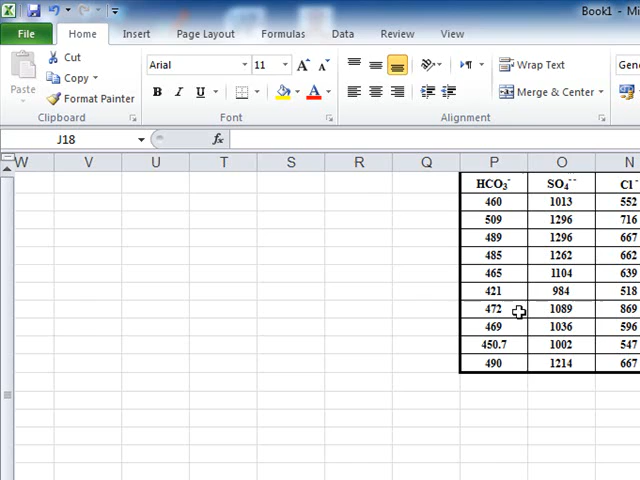 Book1 - Mi
File Home Insert Page Layout Formulas Data Review View
Paste
Cut
Copy
Format Painter
Clipboard
Arial 11 A A
B I U A
Font
Wrap Text
Merge & Center
Alignment
Gene
J18 fx
W V U T S R Q P O N
HCO3- SO4-- Cl-
460 1013 552
509 1296 716
489 1296 667
485 1262 662
465 1104 639
421 984 518
472 1089 869
469 1036 596
450.7 1002 547
490 1214 667